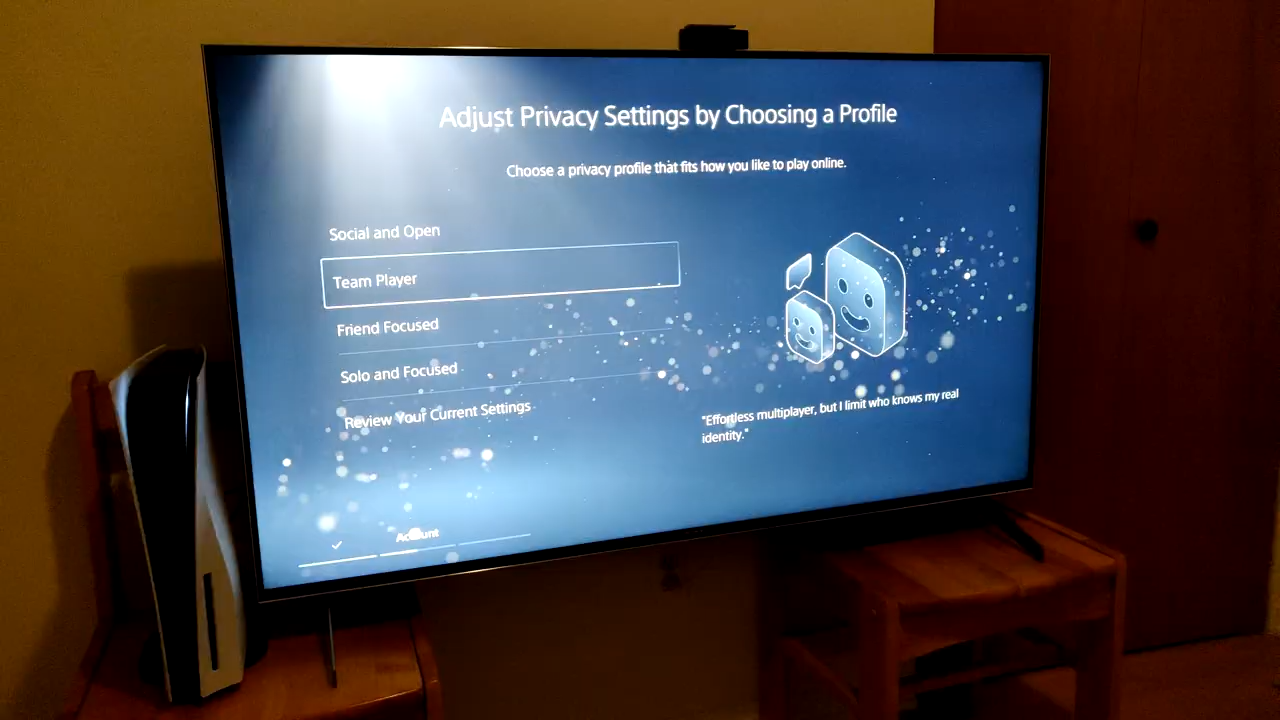 Adjust Privacy Settings by Choosing a Profile
Choose a privacy profile that fits how you like to play online.
Social and Open
Team Player
Friend Focused
Solo and Focused
Review Your Current Settings
"Effortless multiplayer, but I limit who knows my real
identity."
Account